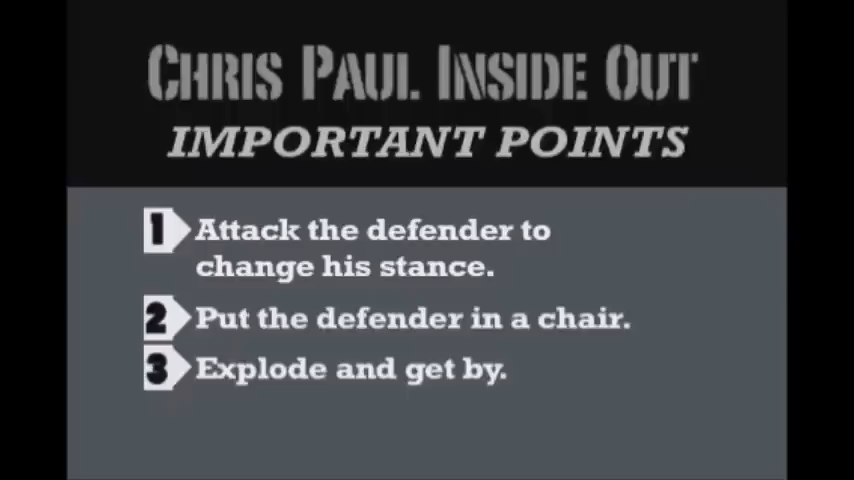 CHRIS PAUL INSIDE OUT
IMPORTANT POINTS
1 Attack the defender to
change his stance.
2 Put the defender in a chair.
3 Explode and get by.